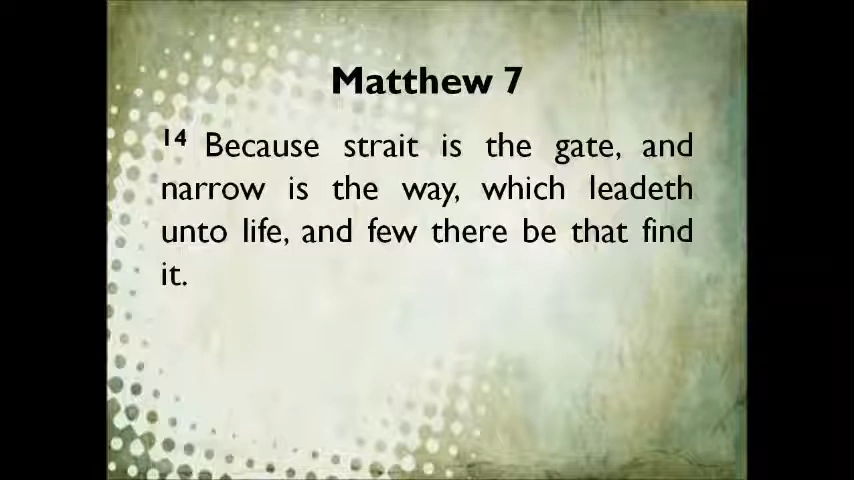 Matthew 7
14 Because strait is the gate, and
narrow is the way, which leadeth
unto life, and few there be that find
it.